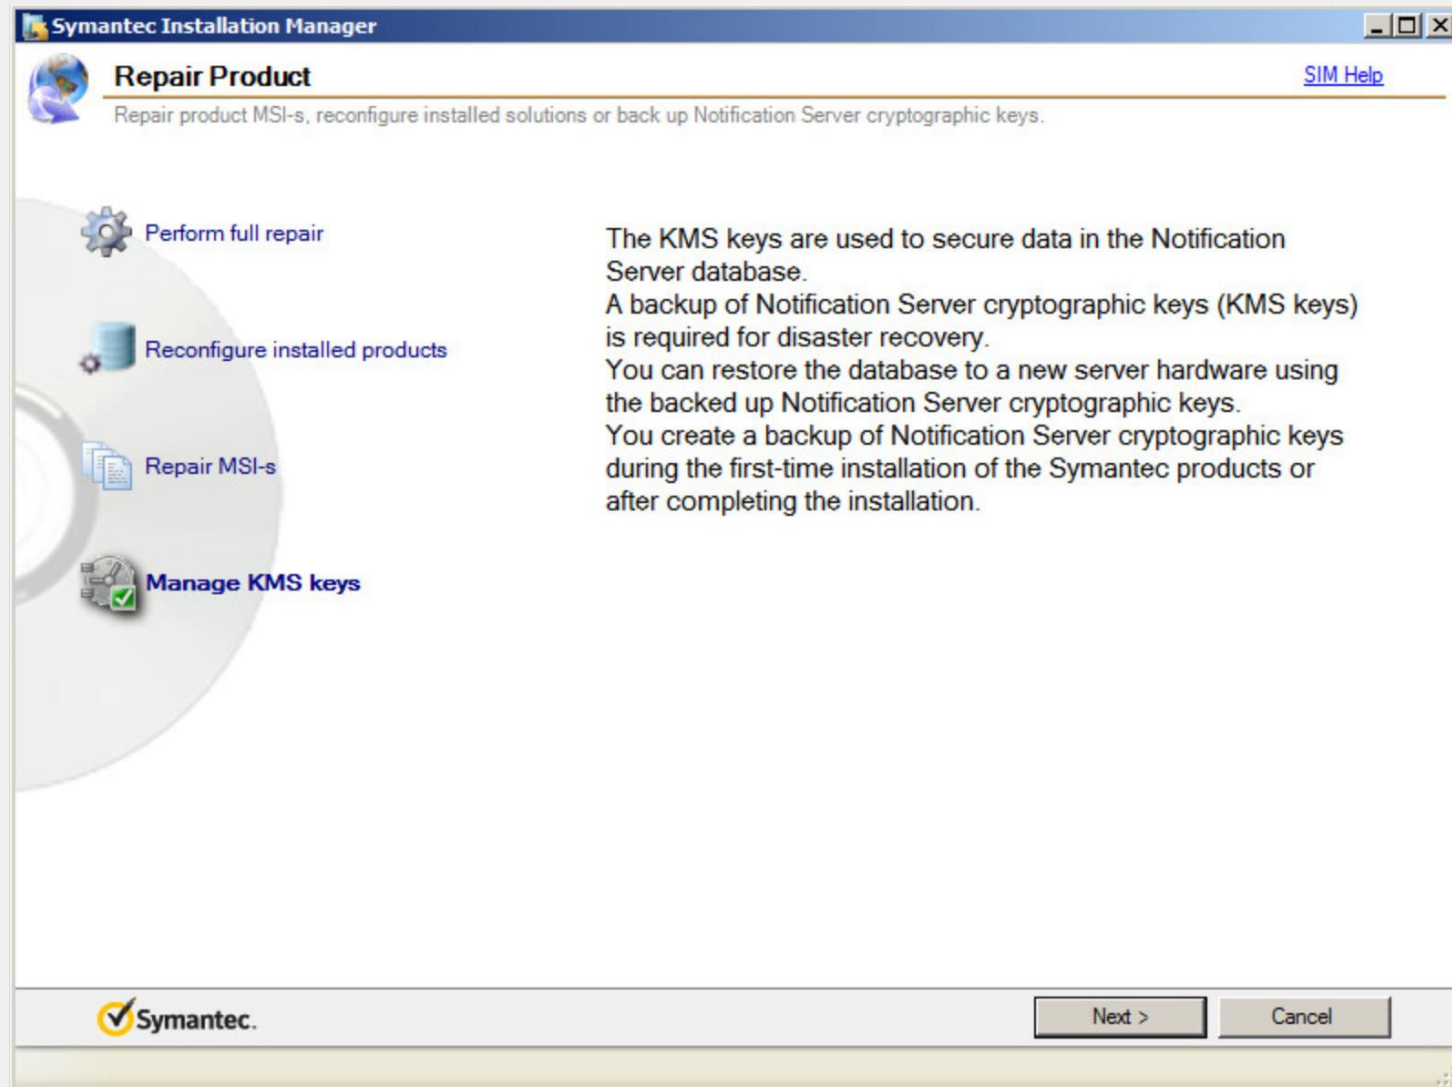 Symantec Installation Manager
Repair Product
SIM Help
Repair product MSI-s, reconfigure installed solutions or back up Notification Server cryptographic keys.
Perform full repair
Reconfigure installed products
Repair MSI-s
Manage KMS keys
The KMS keys are used to secure data in the Notification
Server database.
A backup of Notification Server cryptographic keys (KMS keys)
is required for disaster recovery.
You can restore the database to a new server hardware using
the backed up Notification Server cryptographic keys.
You create a backup of Notification Server cryptographic keys
during the first-time installation of the Symantec products or
after completing the installation.
Symantec.
Next >
Cancel